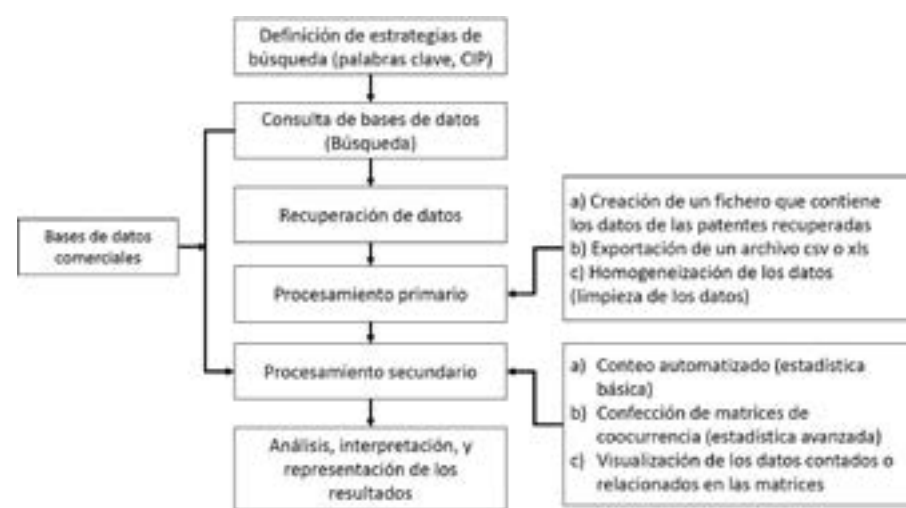 Definición de estrategias de
búsqueda (palabras clave, CIP)
Consulta de bases de datos
(Búsqueda)
Recuperación de datos
Bases de datos
comerciales
Procesamiento primario
a) Creación de un fichero que contiene
los datos de las patentes recuperadas
b) Exportación de un archivo csv o xls
c) Homogeneización de los datos
(limpieza de los datos)
Procesamiento secundario
a) Conteo automatizado (estadística
básica)
b) Confección de matrices de
coocurrencia (estadística avanzada)
c) Visualización de los datos contados o
relacionados en las matrices
Análisis, interpretación, y
representación de los
resultados